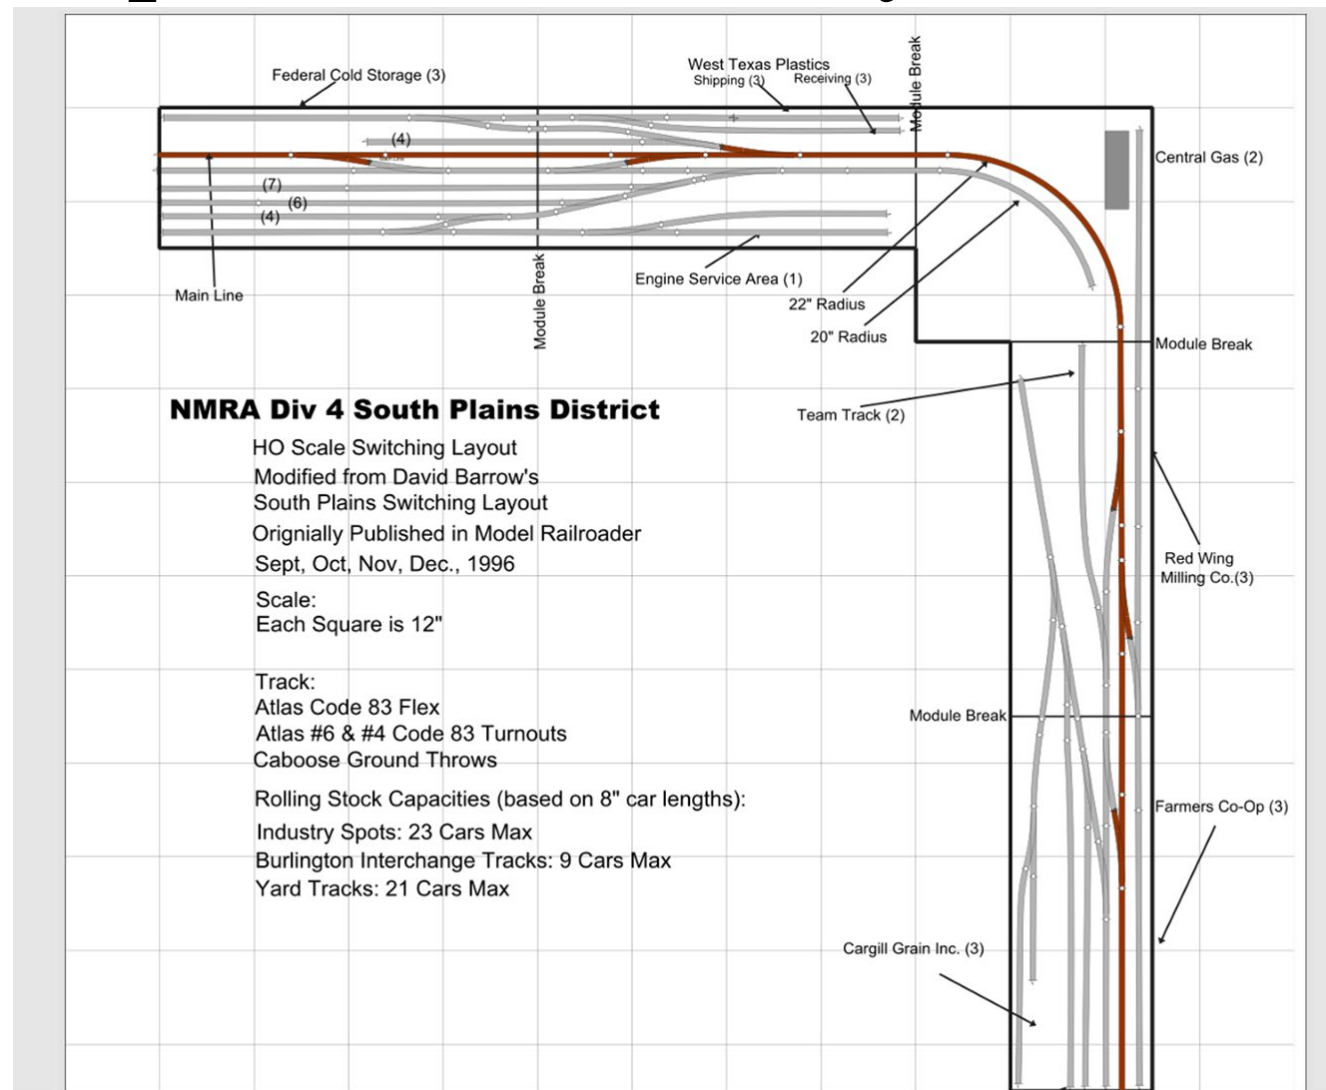 Federal Cold Storage (3)
West Texas Plastics
Shipping (3)
Receiving (3)
Module Break
(4)
Main Line
Central Gas (2)
(7)
(6)
(4)
Module Break
Engine Service Area (1)
Main Line
22" Radius
20" Radius
Module Break
Team Track (2)
NMRA Div 4 South Plains District
HO Scale Switching Layout
Modified from David Barrow's
South Plains Switching Layout
Orignially Published in Model Railroader
Sept, Oct, Nov, Dec., 1996
Red Wing
Milling Co.(3)
Scale:
Each Square is 12"
Track:
Atlas Code 83 Flex
Atlas #6 & #4 Code 83 Turnouts
Caboose Ground Throws
Module Break
Rolling Stock Capacities (based on 8" car lengths):
Industry Spots: 23 Cars Max
Burlington Interchange Tracks: 9 Cars Max
Yard Tracks: 21 Cars Max
Farmers Co-Op (3)
Cargill Grain Inc. (3)